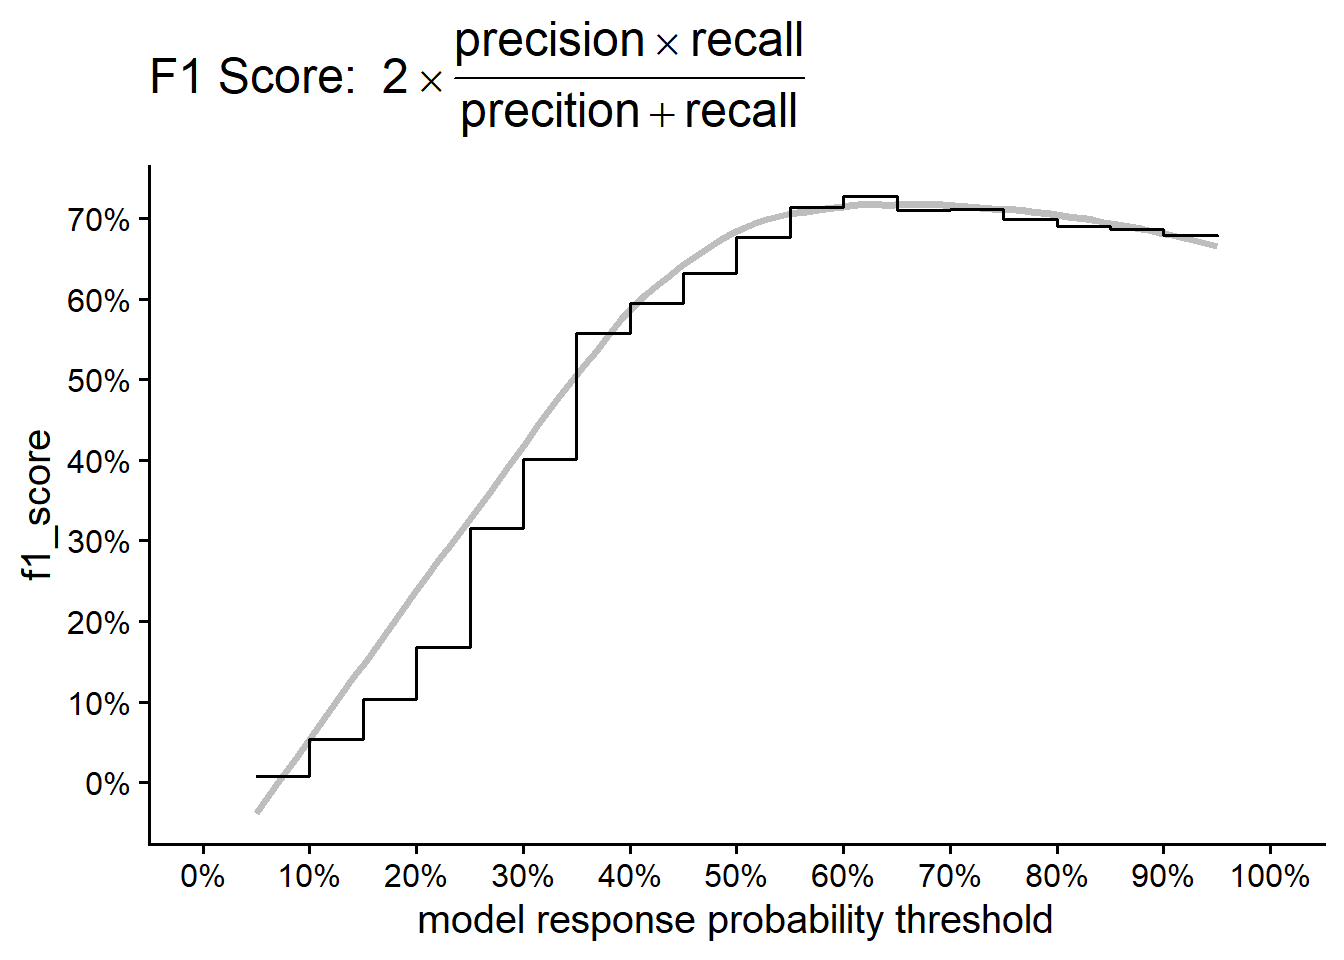 precision × recall
F1 Score: 2 ×
precition + recall
70%
60%
50%
40%
30%
20%
10%
0%
f1_score
0% 10% 20% 30% 40% 50% 60% 70% 80% 90% 100%
model response probability threshold